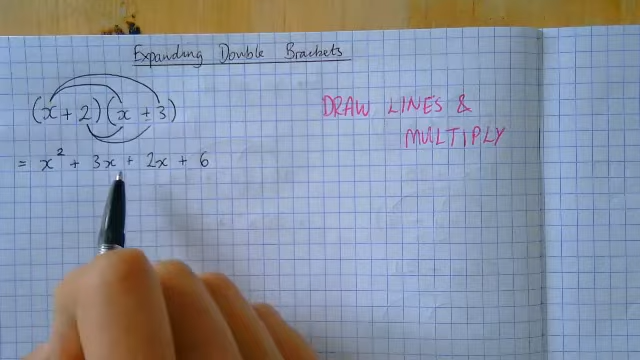 Expanding Double Brackets
(x + 2)(x + 3)
DRAW LINES &
MULTIPLY
= x² + 3x + 2x + 6